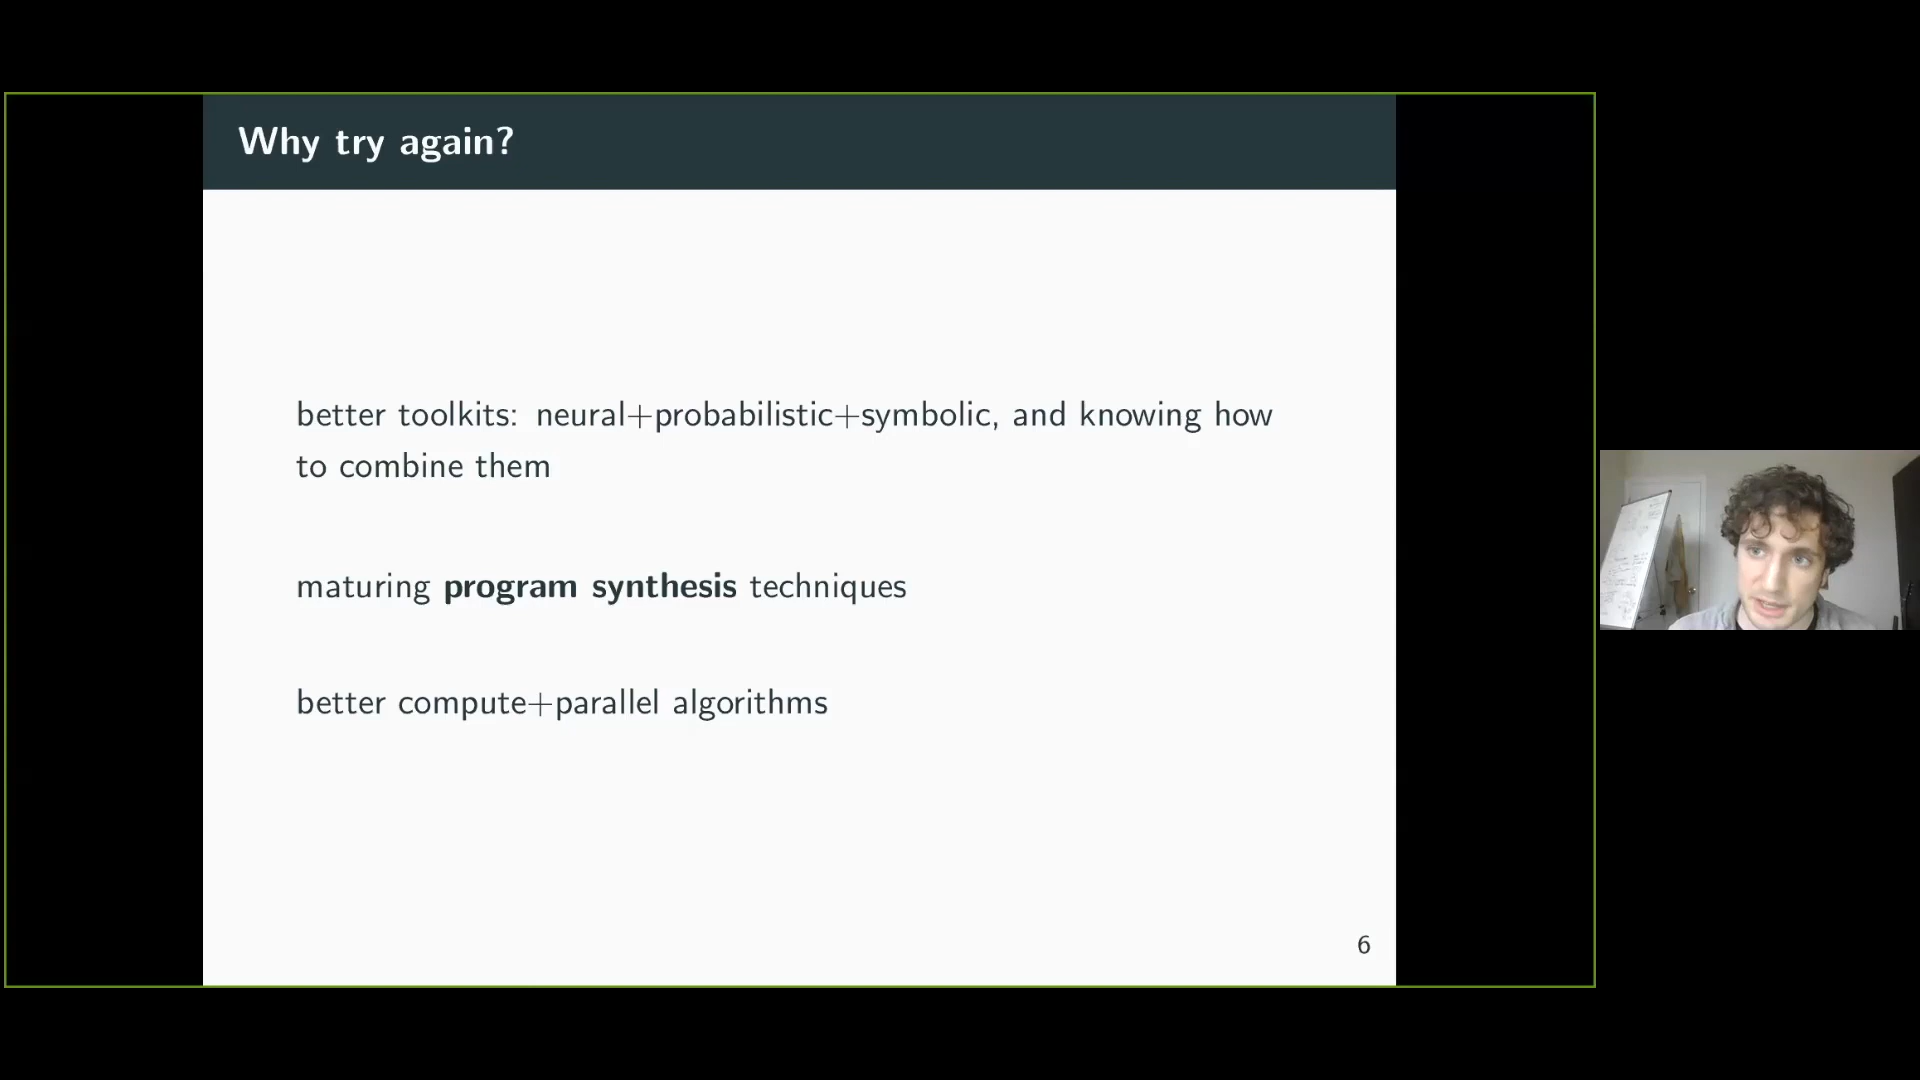 Why try again?
better toolkits: neural+probabilistic+symbolic, and knowing how
to combine them
maturing program synthesis techniques
better compute+parallel algorithms
6